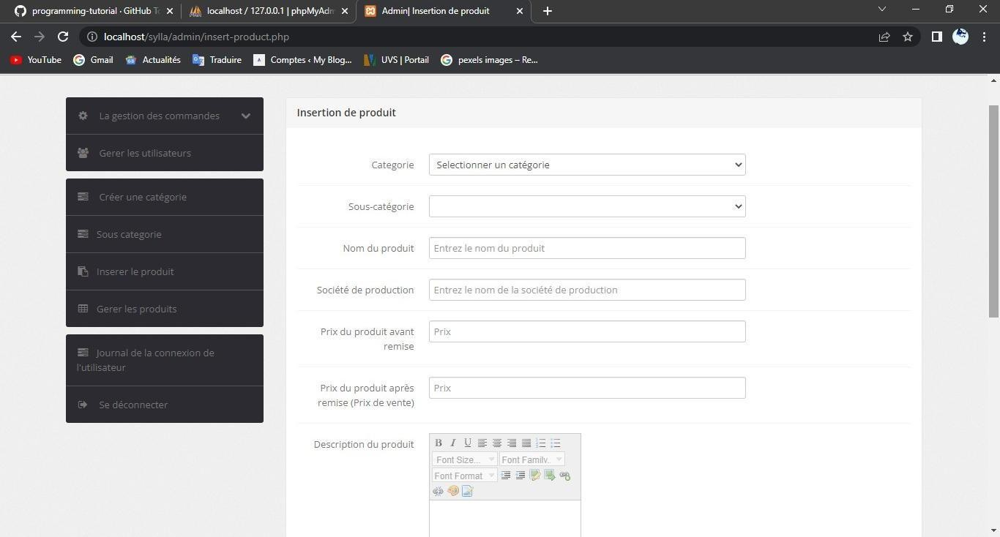 programming-tutorial · GitHub To
localhost / 127.0.0.1 | phpMyAdm
Admin| Insertion de produit
localhost/sylla/admin/insert-product.php
YouTube
Gmail
Actualités
Traduire
Comptes ‹ My Blog...
UVS | Portail
pexels images – Re...
La gestion des commandes
Gerer les utilisateurs
Créer une catégorie
Sous categorie
Inserer le produit
Gerer les produits
Journal de la connexion de
l'utilisateur
Se déconnecter
Insertion de produit
Categorie
Selectionner un catégorie
Sous-catégorie
Nom du produit
Entrez le nom du produit
Société de production
Entrez le nom de la société de production
Prix du produit avant
remise
Prix
Prix du produit après
remise (Prix de vente)
Prix
Description du produit
B I U
Font Size...
Font Family..
Font Format